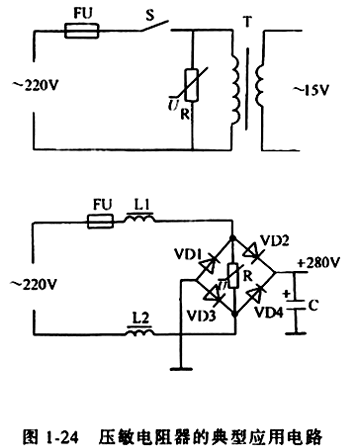 FU
S
T
~220V
U
R
~15V
FU
L1
VD1
VD2
~220V
U
R
+280V
+
C
VD3
VD4
L2
图 1-24 压敏电阻器的典型应用电路